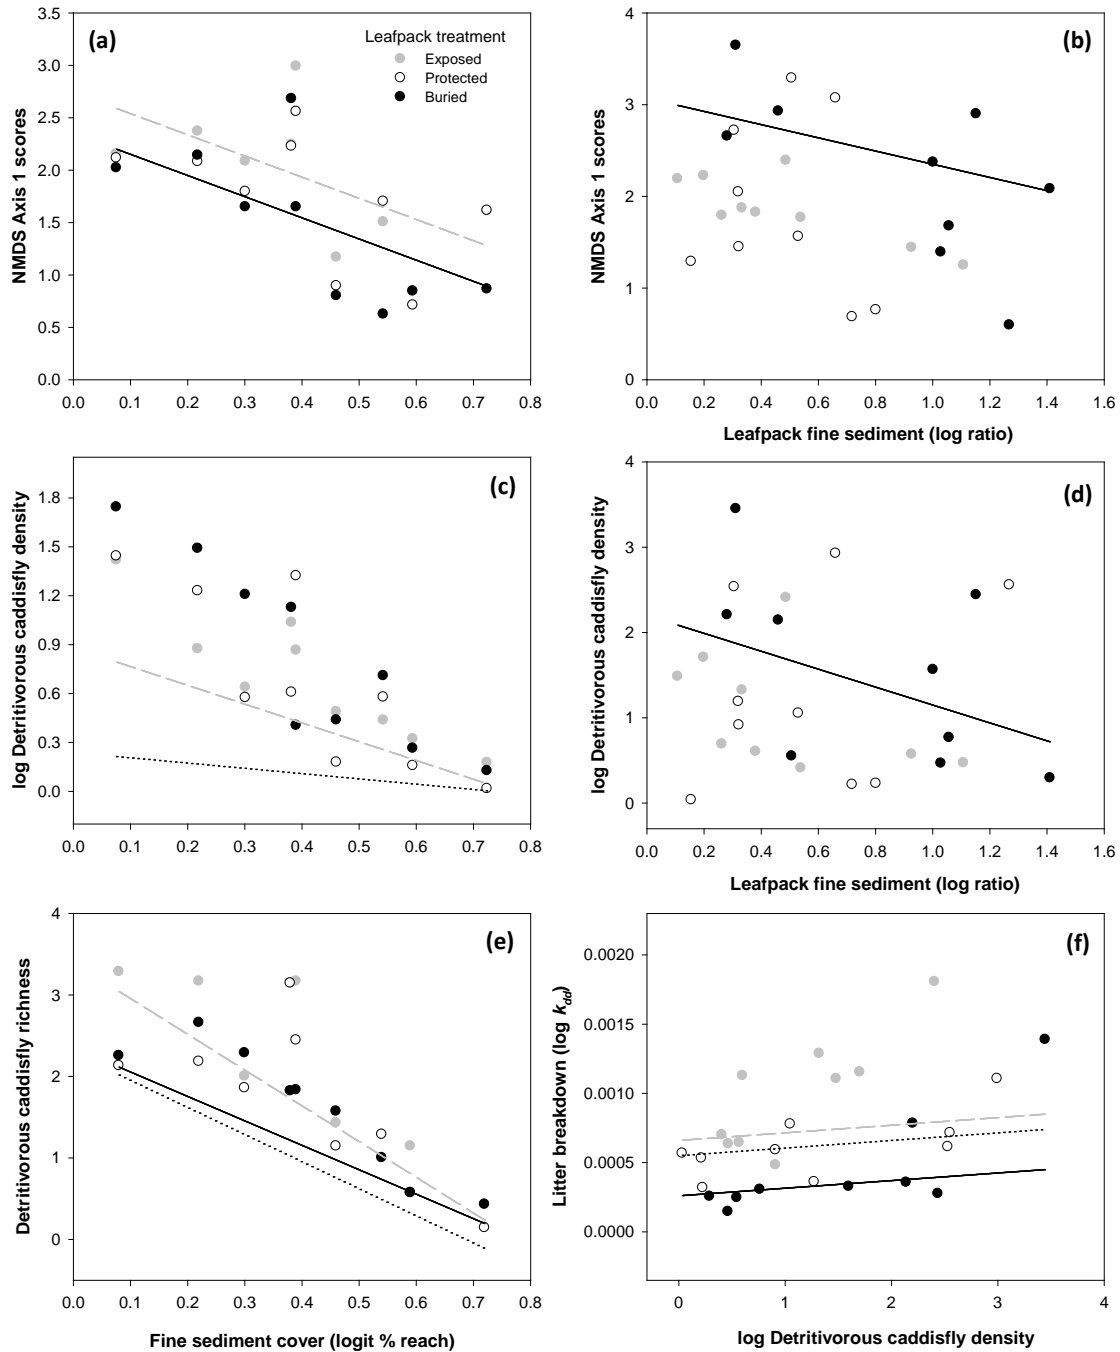 (a)
Leafpack treatment
Exposed
Protected
Buried
NMDS Axis 1 scores
3.5
3.0
2.5
2.0
1.5
1.0
0.5
0.0
0.0 0.1 0.2 0.3 0.4 0.5 0.6 0.7 0.8
(b)
NMDS Axis 1 scores
4
3
2
1
0
0.0 0.2 0.4 0.6 0.8 1.0 1.2 1.4 1.6
Leafpack fine sediment (log ratio)
(c)
log Detritivorous caddisfly density
1.8
1.5
1.2
0.9
0.6
0.3
0.0
0.0 0.1 0.2 0.3 0.4 0.5 0.6 0.7 0.8
(d)
log Detritivorous caddisfly density
4
3
2
1
0
0.0 0.2 0.4 0.6 0.8 1.0 1.2 1.4 1.6
Leafpack fine sediment (log ratio)
(e)
Detritivorous caddisfly richness
4
3
2
1
0
0.0 0.1 0.2 0.3 0.4 0.5 0.6 0.7 0.8
Fine sediment cover (logit % reach)
(f)
Litter breakdown (log k_dd)
0.0020
0.0015
0.0010
0.0005
0.0000
0 1 2 3 4
log Detritivorous caddisfly density